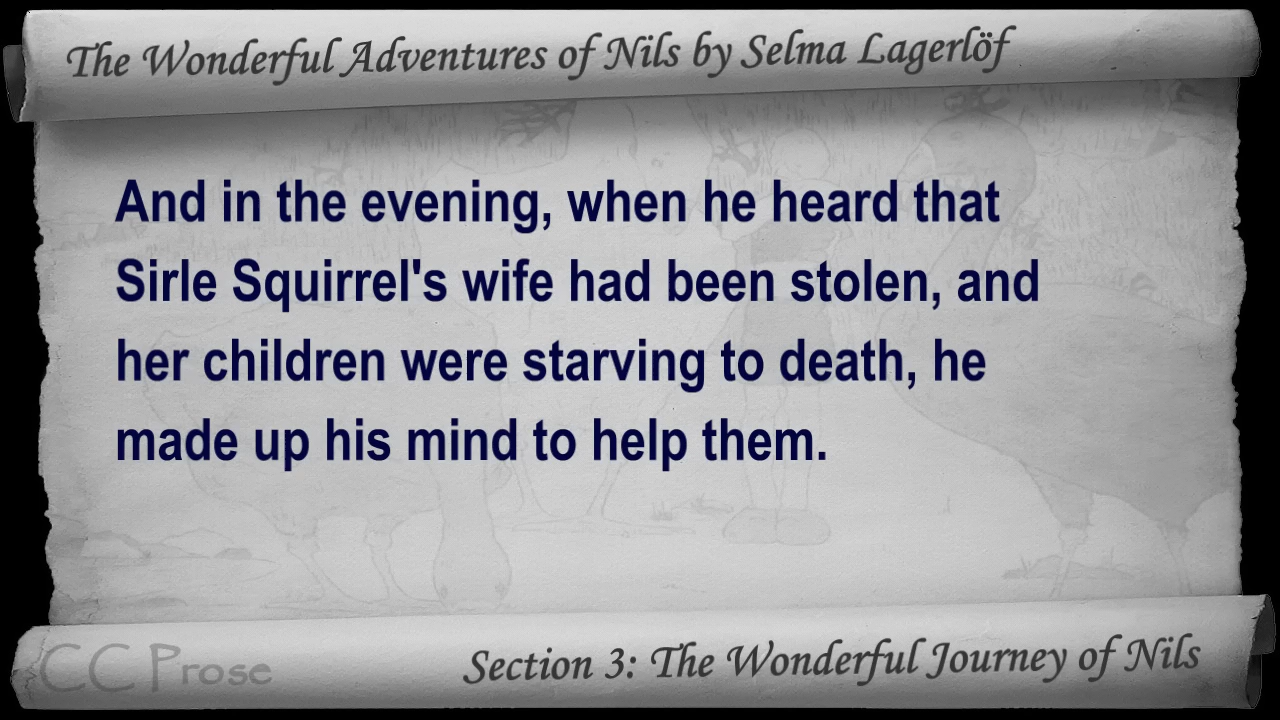 The Wonderful Adventures of Nils by Selma Lagerlöf
And in the evening, when he heard that
Sirle Squirrel's wife had been stolen, and
her children were starving to death, he
made up his mind to help them.
CC Prose
Section 3: The Wonderful Journey of Nils